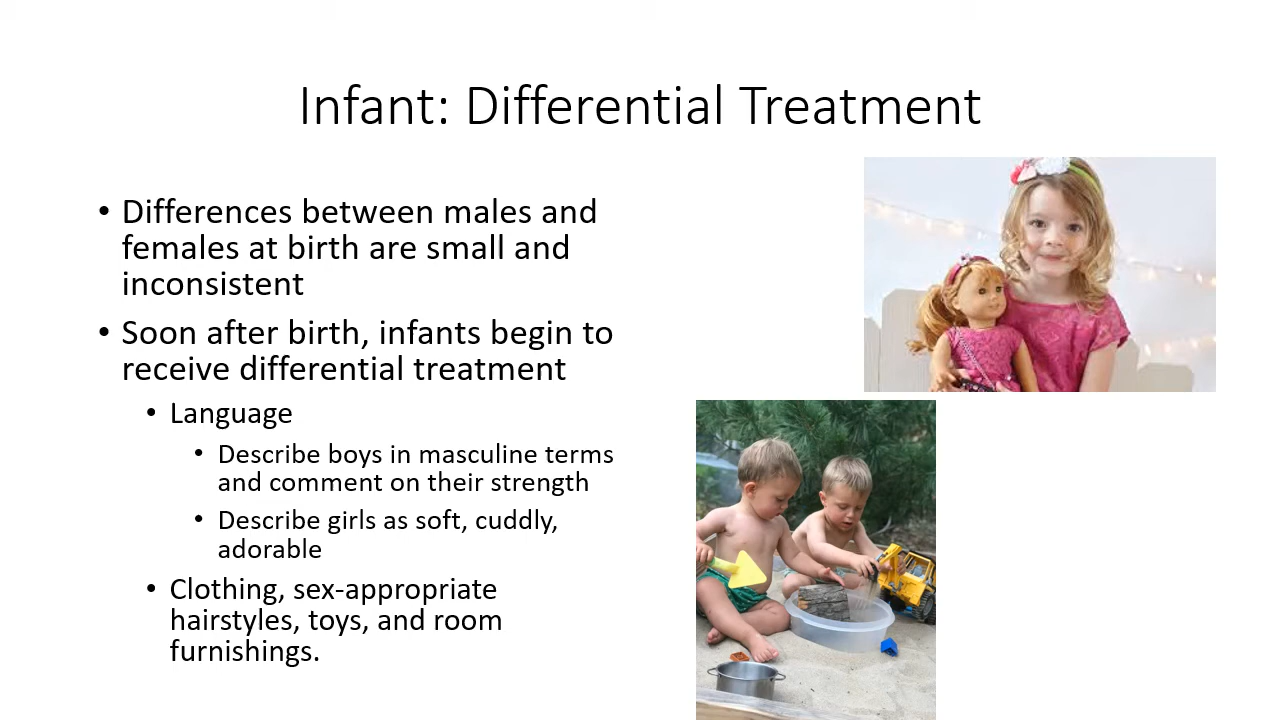 Infant: Differential Treatment
• Differences between males and
females at birth are small and
inconsistent
• Soon after birth, infants begin to
receive differential treatment
• Language
• Describe boys in masculine terms
and comment on their strength
• Describe girls as soft, cuddly,
adorable
• Clothing, sex-appropriate
hairstyles, toys, and room
furnishings.